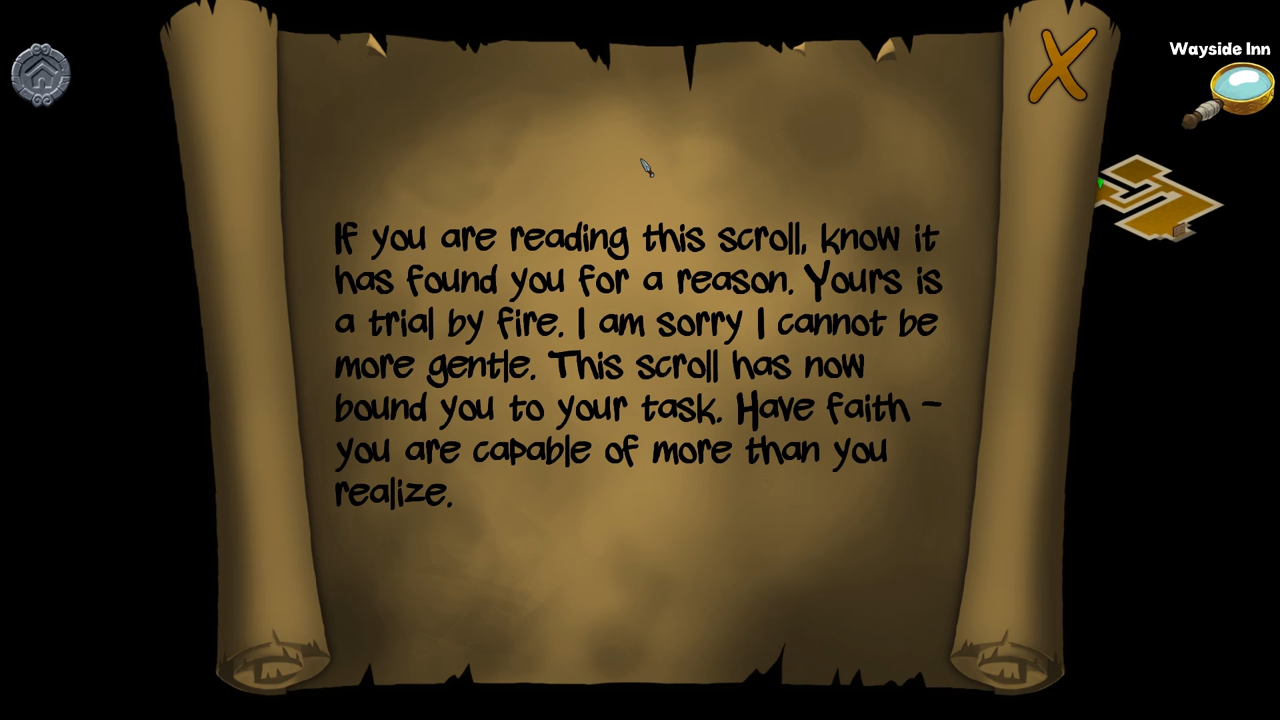 Wayside Inn
If you are reading this scroll, know it
has found you for a reason. Yours is
a trial by fire. I am sorry I cannot be
more gentle. This scroll has now
bound you to your task. Have faith -
you are capable of more than you
realize.